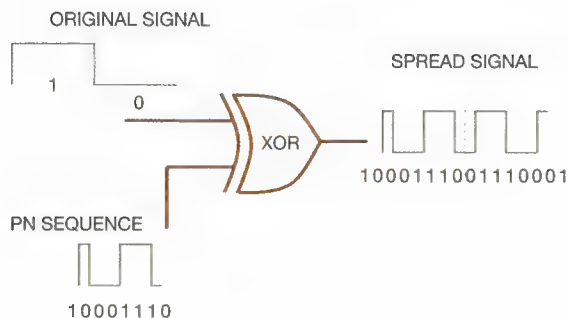 ORIGINAL SIGNAL
1
0
XOR
SPREAD SIGNAL
1000111001110001
PN SEQUENCE
10001110